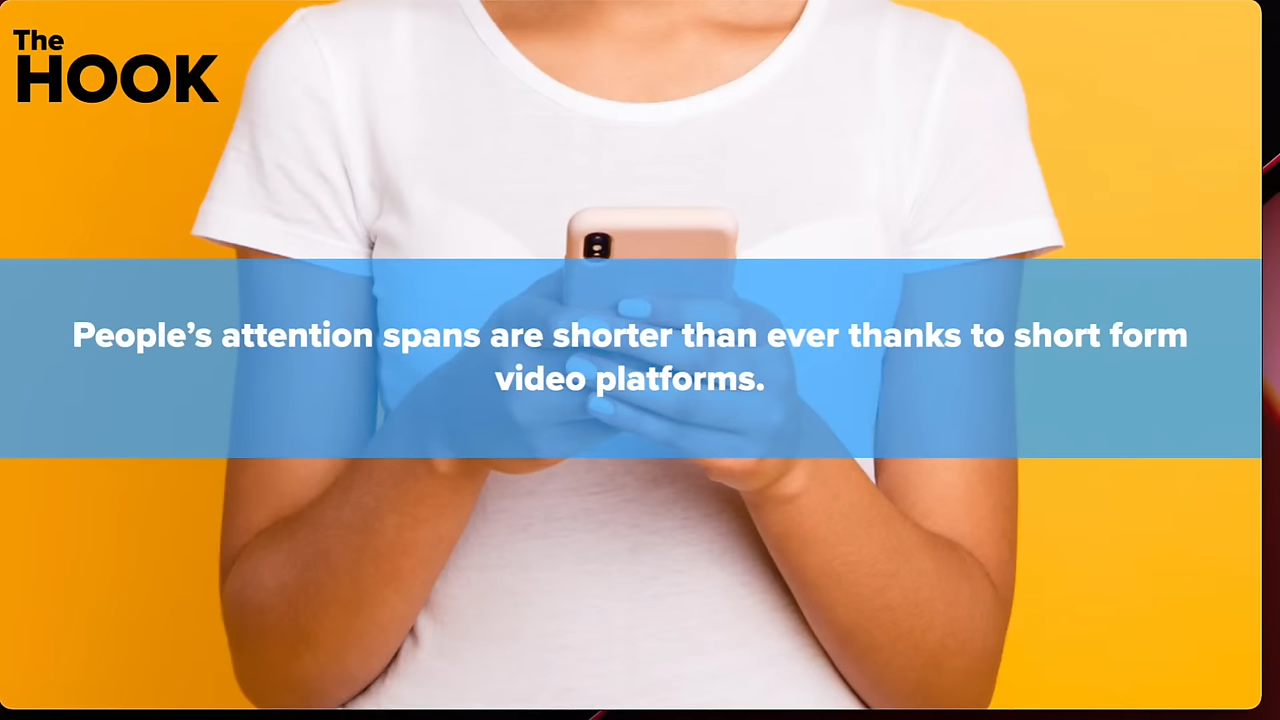 The
HOOK
People’s attention spans are shorter than ever thanks to short form
video platforms.